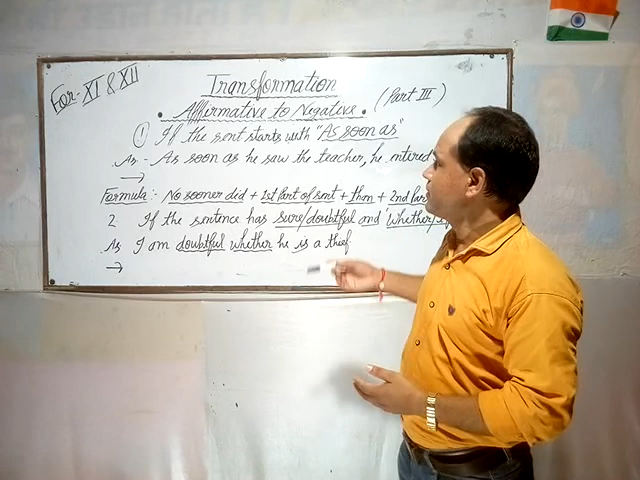 For- XI & XII
Transformation
• Affirmative to Negative. (Part III)
① If the sent starts with "As soon as"
As - As soon as he saw the teacher, he entered
→
Formula:- No sooner did + 1st Part of sent + than + 2nd Par
2 If the sentence has sure/doubtful and 'whether/if
As I am doubtful whether he is a thief
→